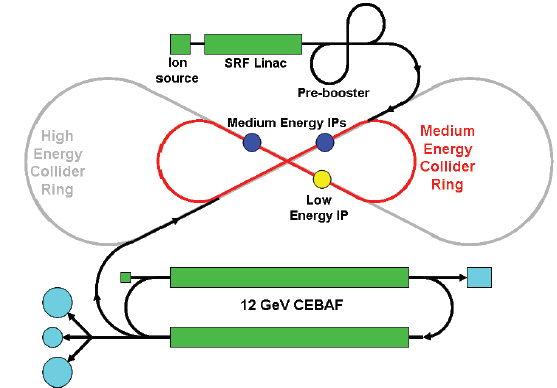 Ion
source
SRF Linac
Pre-booster
High
Energy
Collider
Ring
Medium Energy IPs
Medium
Energy
Collider
Ring
Low
Energy IP
12 GeV CEBAF